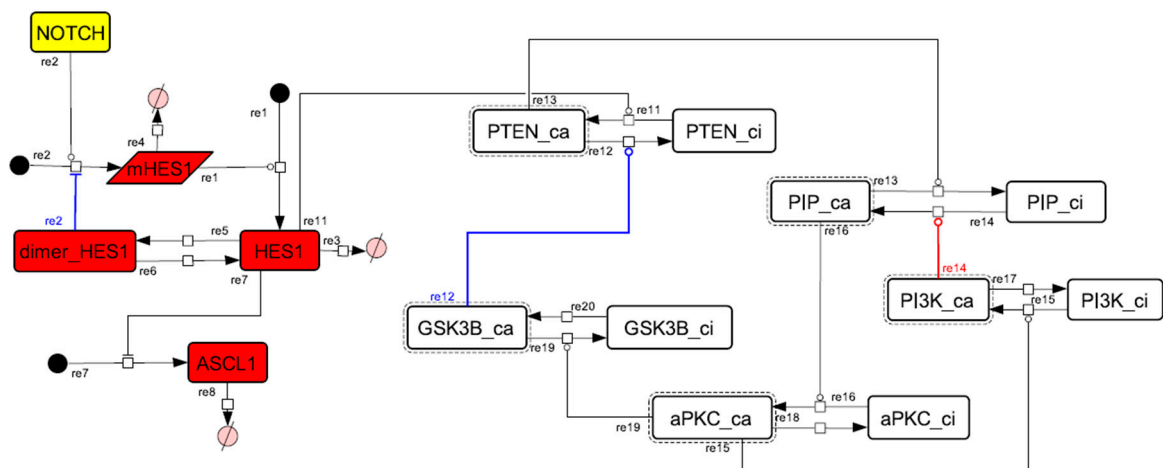 NOTCH
re2
re13
re1
re11
PTEN_ca
PTEN_ci
re12
re4
re2
mHES1
re1
re13
PIP_ca
PIP_ci
re14
re16
re2
re5
re11
dimer_HES1
HES1
re3
re6
re7
re14
re17
PI3K_ca
PI3K_ci
re15
re12
re20
GSK3B_ca
GSK3B_ci
re19
re7
ASCL1
re8
re16
aPKC_ca
aPKC_ci
re19
re18
re15